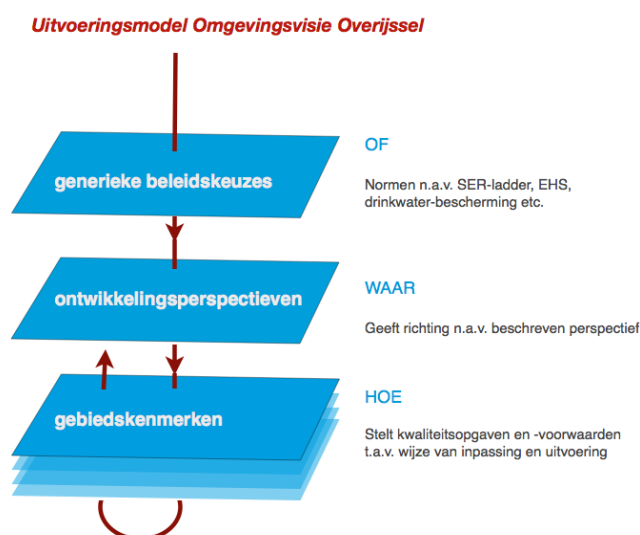 Uitvoeringsmodel Omgevingsvisie Overijssel
generieke beleidskeuzes
OF
Normen n.a.v. SER-ladder, EHS,
drinkwater-bescherming etc.
ontwikkelingsperspectieven
WAAR
Geeft richting n.a.v. beschreven perspectief
gebiedskenmerken
HOE
Stelt kwaliteitsopgaven en -voorwaarden
t.a.v. wijze van inpassing en uitvoering